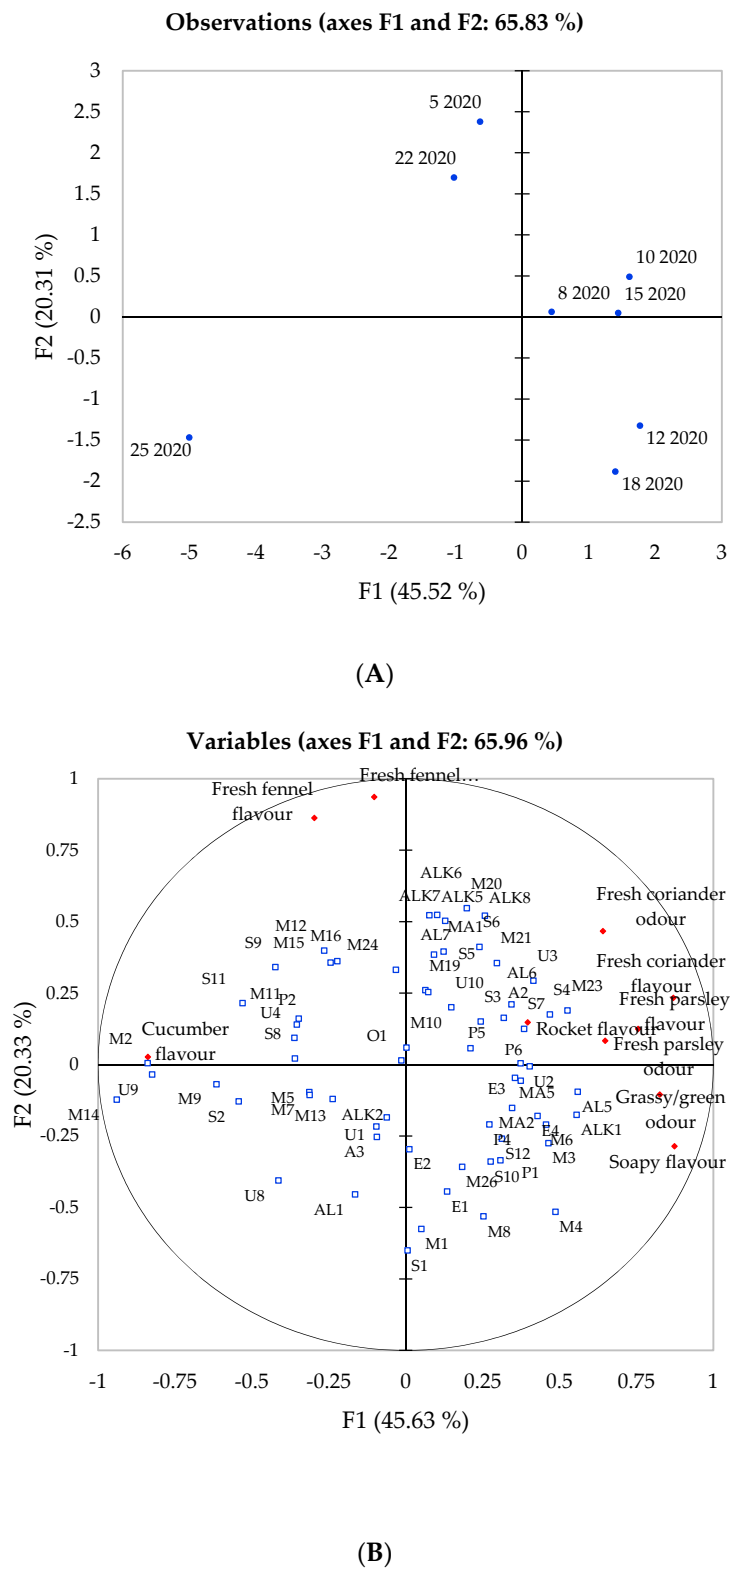 Observations (axes F1 and F2: 65.83 %)
3
2.5
2
1.5
1
0.5
0
-0.5
-1
-1.5
-2
-2.5
F2 (20.31 %)
5 2020
22 2020
10 2020
8 2020
15 2020
25 2020
12 2020
18 2020
-6
-5
-4
-3
-2
-1
0
1
2
3
F1 (45.52 %)
(A)
Variables (axes F1 and F2: 65.96 %)
1
0.75
0.5
0.25
0
-0.25
-0.5
-0.75
-1
F2 (20.33 %)
Fresh fennel…
Fresh fennel
flavour
ALK6
M20
ALK7
ALK5
ALK8
Fresh coriander
odour
M12
S9
M15
M16
M24
AL7
MA1
S6
M21
S5
U3
S11
M19
U10
AL6
Fresh coriander
flavour
M11
P2
S3
A2
S7
S4
M23
Fresh parsley
flavour
U4
M2
Cucumber
flavour
S8
O1
M10
P5
Rocket flavour
P6
Fresh parsley
odour
U9
M14
M9
S2
M5
M7
M13
ALK2
E3
U2
MA5
AL5
Grassy/green
odour
U1
A3
MA2
P4
E4
M6
ALK1
E2
S12
M3
Soapy flavour
S10
P1
M26
U8
AL1
E1
M8
M4
M1
S1
-1
-0.75
-0.5
-0.25
0
0.25
0.5
0.75
1
F1 (45.63 %)
(B)